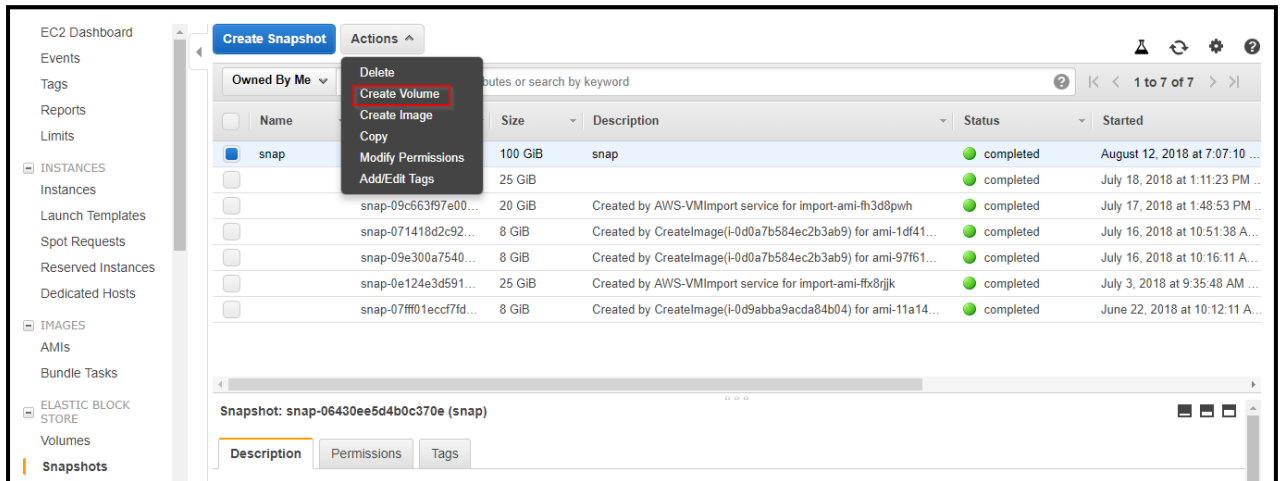 EC2 Dashboard
Events
Tags
Reports
Limits
INSTANCES
Instances
Launch Templates
Spot Requests
Reserved Instances
Dedicated Hosts
IMAGES
AMIs
Bundle Tasks
ELASTIC BLOCK
STORE
Volumes
Snapshots
Create Snapshot Actions
Delete
Create Volume
Create Image
Copy
Modify Permissions
Add/Edit Tags
Owned By Me butes or search by keyword 1 to 7 of 7
Name Size Description Status Started
snap 100 GiB snap completed August 12, 2018 at 7:07:10 ...
25 GiB completed July 18, 2018 at 1:11:23 PM ...
snap-09c663f97e00... 20 GiB Created by AWS-VMImport service for import-ami-fh3d8pwh completed July 17, 2018 at 1:48:53 PM ...
snap-071418d2c92... 8 GiB Created by CreateImage(i-0d0a7b584ec2b3ab9) for ami-1df41... completed July 16, 2018 at 10:51:38 A...
snap-09e300a7540... 8 GiB Created by CreateImage(i-0d0a7b584ec2b3ab9) for ami-97f61... completed July 16, 2018 at 10:16:11 A...
snap-0e124e3d591... 25 GiB Created by AWS-VMImport service for import-ami-ffx8rjjk completed July 3, 2018 at 9:35:48 AM ...
snap-07fff01eccf7fd... 8 GiB Created by CreateImage(i-0d9abba9acda84b04) for ami-11a14... completed June 22, 2018 at 10:12:11 A...
Snapshot: snap-06430ee5d4b0c370e (snap)
Description Permissions Tags